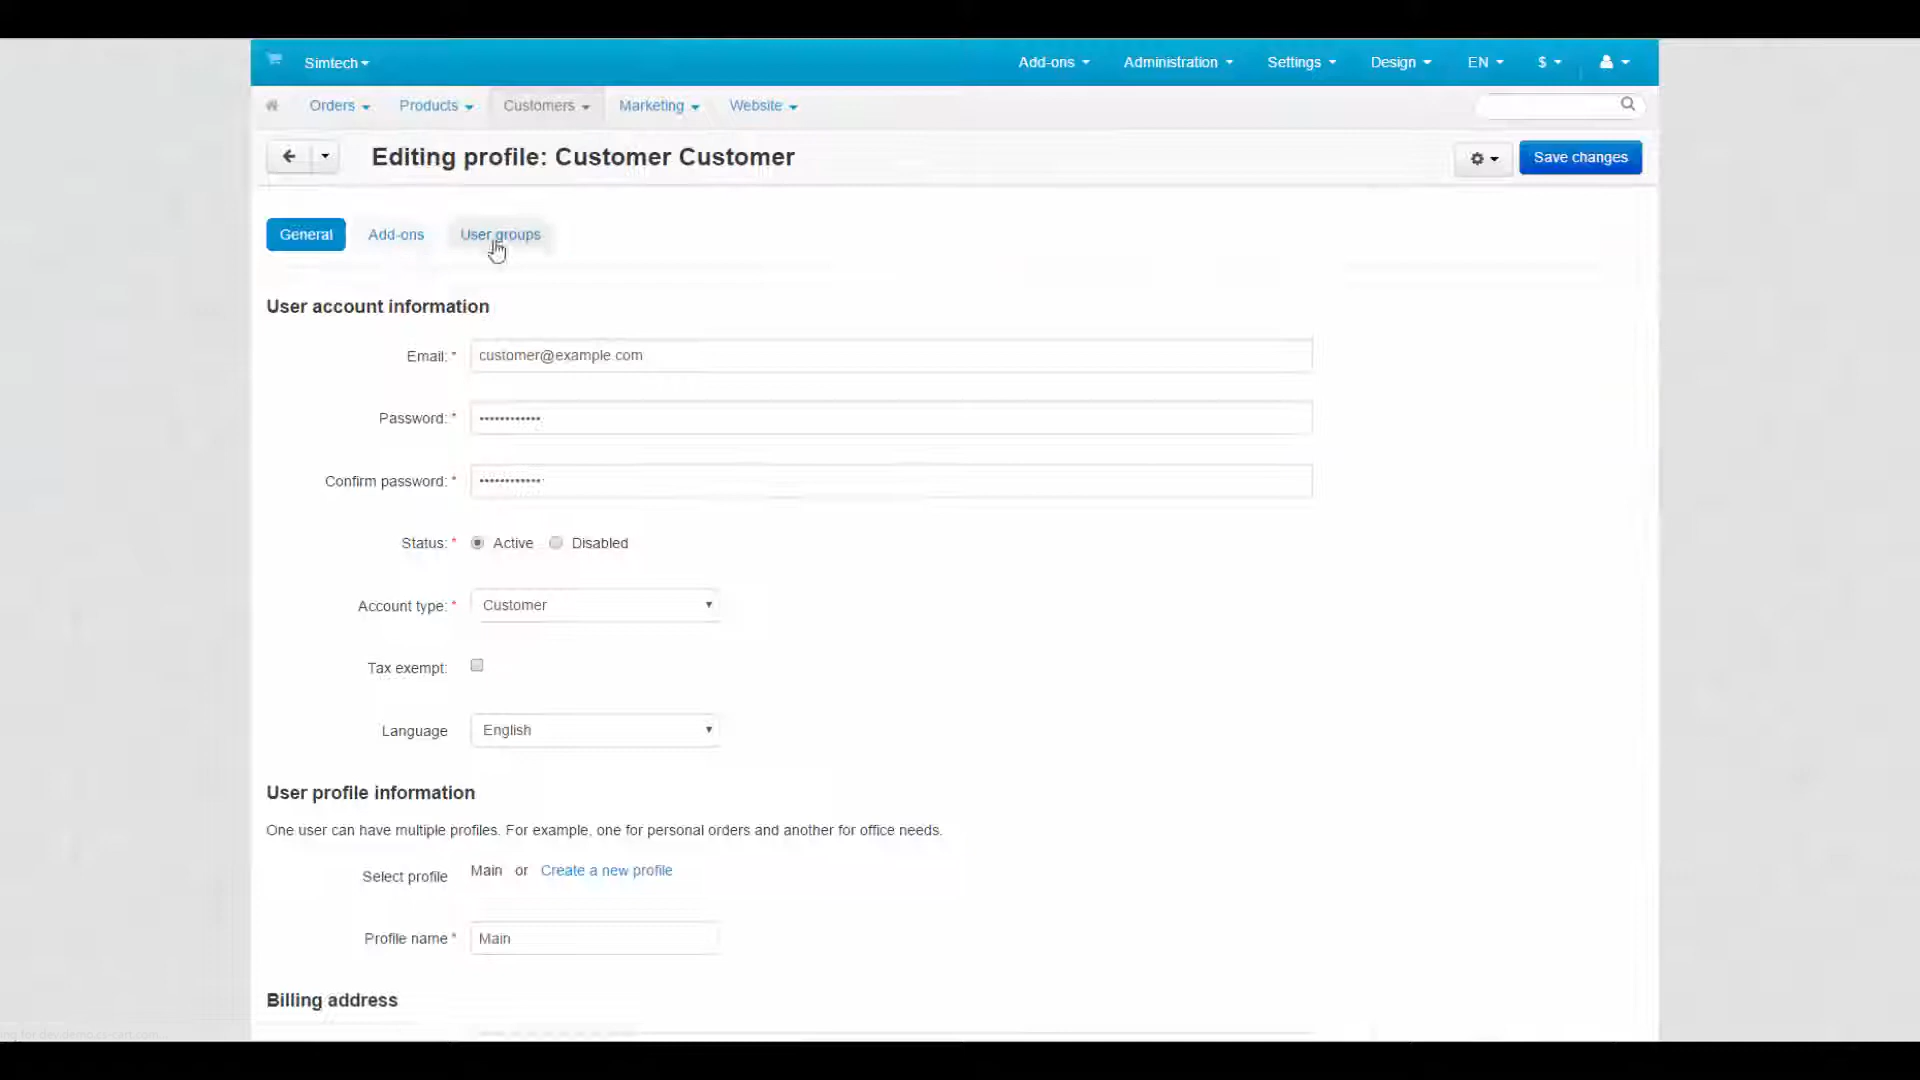 Simtech Add-ons Administration Settings Design EN $
Orders Products Customers Marketing Website
Editing profile: Customer Customer Save changes
General Add-ons User groups
User account information
Email: * customer@example.com
Password: * ••••••••••••
Confirm password: * ••••••••••••
Status: * Active Disabled
Account type: * Customer
Tax exempt:
Language English
User profile information
One user can have multiple profiles. For example, one for personal orders and another for office needs.
Select profile Main or Create a new profile
Profile name * Main
Billing address